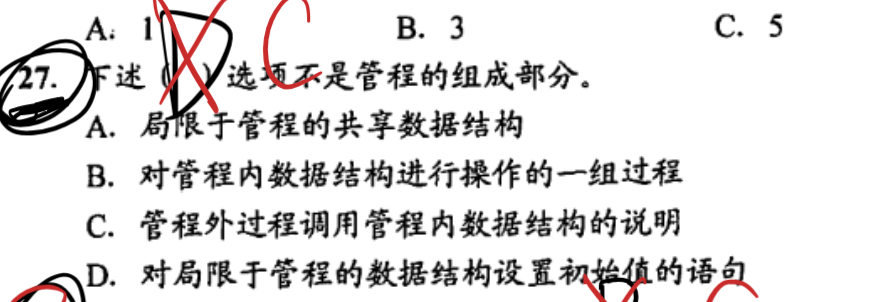 A. 1 B. 3 C. 5
D C
27. 下述( )选项不是管程的组成部分。
A. 局限于管程的共享数据结构
B. 对管程内数据结构进行操作的一组过程
C. 管程外过程调用管程内数据结构的说明
D. 对局限于管程的数据结构设置初始值的语句